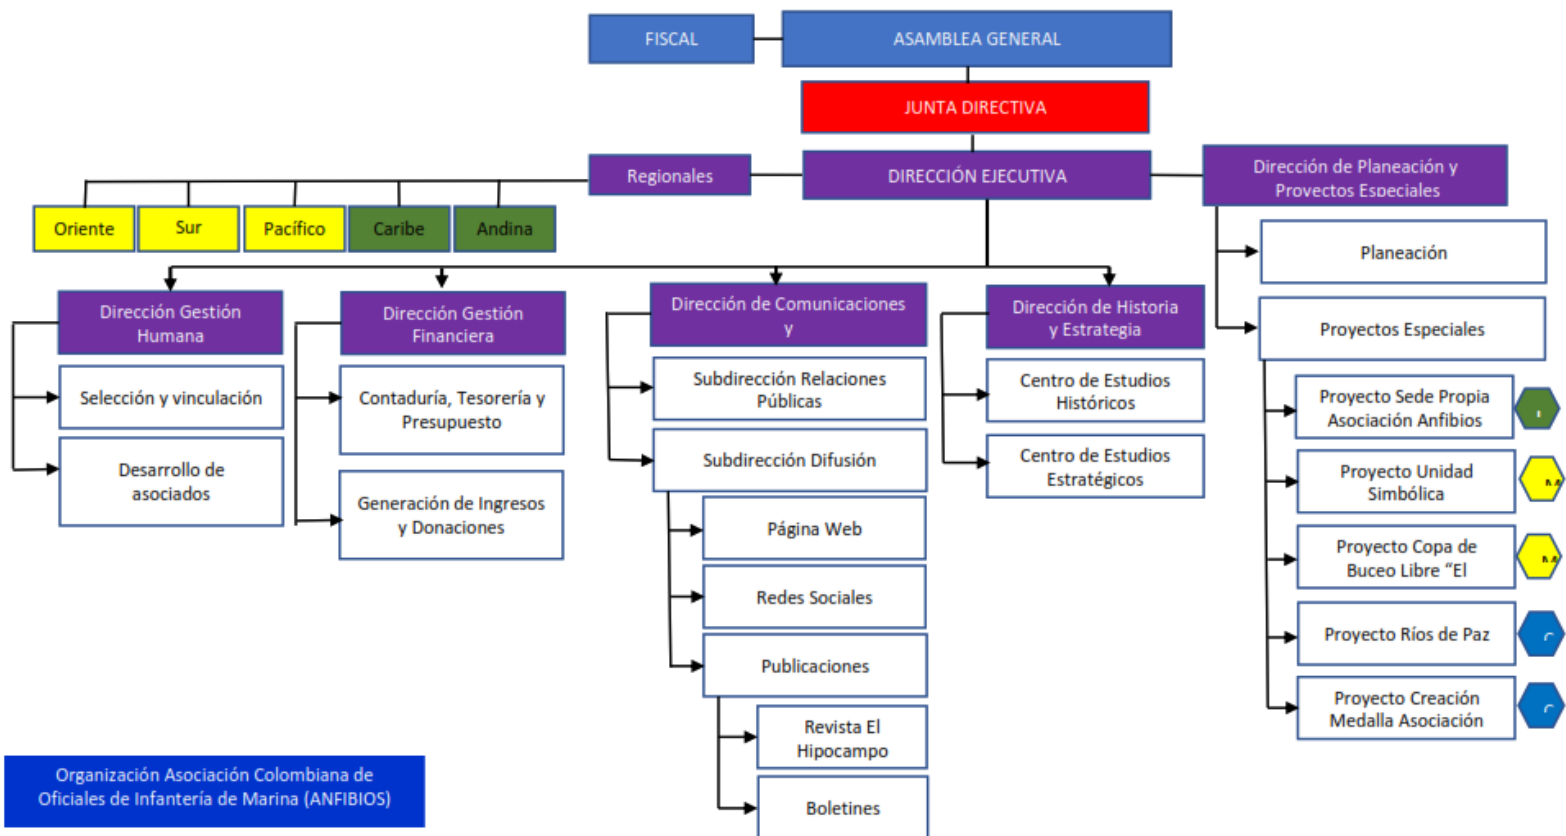 FISCAL
ASAMBLEA GENERAL
JUNTA DIRECTIVA
Regionales
DIRECCIÓN EJECUTIVA
Dirección de Planeación y
Proyectos Especiales
Oriente
Sur
Pacífico
Caribe
Andina
Planeación
Proyectos Especiales
Proyecto Sede Propia
Asociación Anfibios
Proyecto Unidad
Simbólica
Proyecto Copa de
Buceo Libre “El
Proyecto Ríos de Paz
Proyecto Creación
Medalla Asociación
Dirección Gestión
Humana
Selección y vinculación
Desarrollo de
asociados
Dirección Gestión
Financiera
Contaduría, Tesorería y
Presupuesto
Generación de Ingresos
y Donaciones
Dirección de Comunicaciones
y
Subdirección Relaciones
Públicas
Subdirección Difusión
Página Web
Redes Sociales
Publicaciones
Revista El
Hipocampo
Boletines
Dirección de Historia
y Estrategia
Centro de Estudios
Históricos
Centro de Estudios
Estratégicos
Organización Asociación Colombiana de
Oficiales de Infantería de Marina (ANFIBIOS)